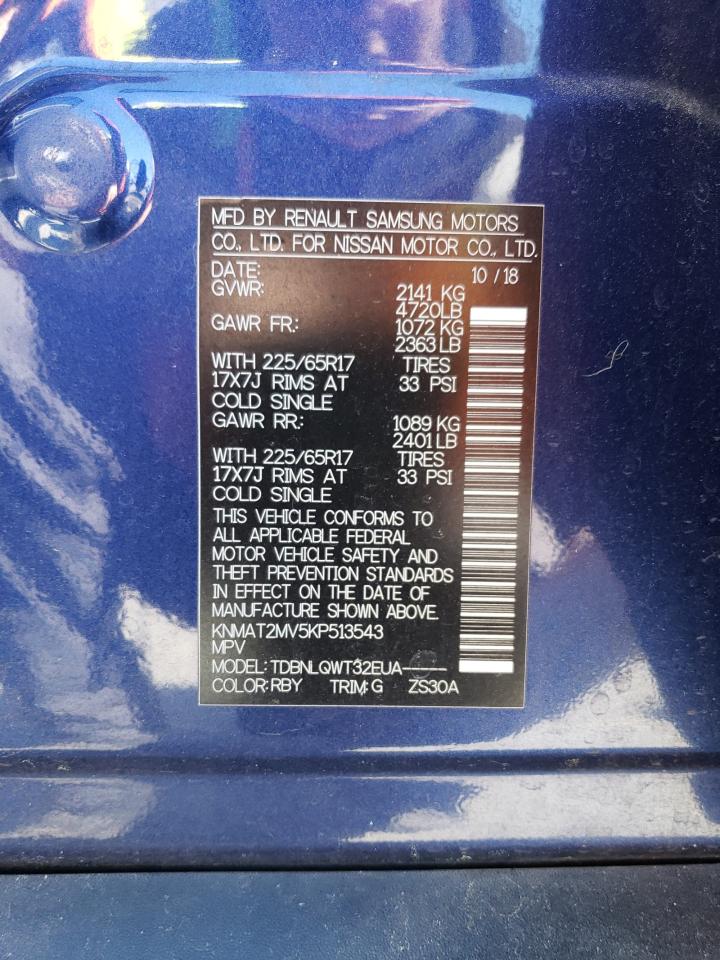 MFD BY RENAULT SAMSUNG MOTORS
CO., LTD. FOR NISSAN MOTOR CO., LTD.
DATE: 10 / 18
GVWR: 2141 KG
4720LB
GAWR FR.: 1072 KG
2363 LB
WITH 225/65R17 TIRES
17X7J RIMS AT 33 PSI
COLD SINGLE
GAWR RR.: 1089 KG
2401 LB
WITH 225/65R17 TIRES
17X7J RIMS AT 33 PSI
COLD SINGLE
THIS VEHICLE CONFORMS TO
ALL APPLICABLE FEDERAL
MOTOR VEHICLE SAFETY AND
THEFT PREVENTION STANDARDS
IN EFFECT ON THE DATE OF
MANUFACTURE SHOWN ABOVE.
KNMAT2MV5KP513543
MPV
MODEL: TDBNLQWT32EUA-----
COLOR: RBY TRIM: G ZS30A